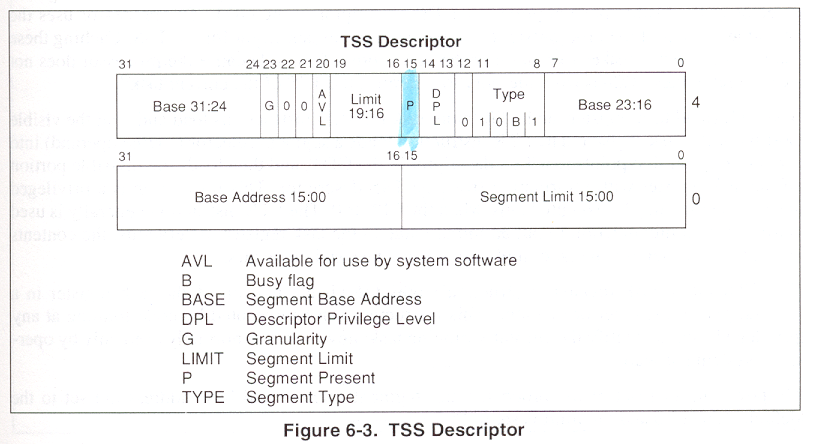 TSS Descriptor
31 24 23 22 21 20 19 16 15 14 13 12 11 8 7 0
Base 31:24 G 0 0 AVL Limit 19:16 P DPL 0 Type 1 0 B 1 Base 23:16 4
31 16 15 0
Base Address 15:00 Segment Limit 15:00 0
AVL Available for use by system software
B Busy flag
BASE Segment Base Address
DPL Descriptor Privilege Level
G Granularity
LIMIT Segment Limit
P Segment Present
TYPE Segment Type
Figure 6-3. TSS Descriptor